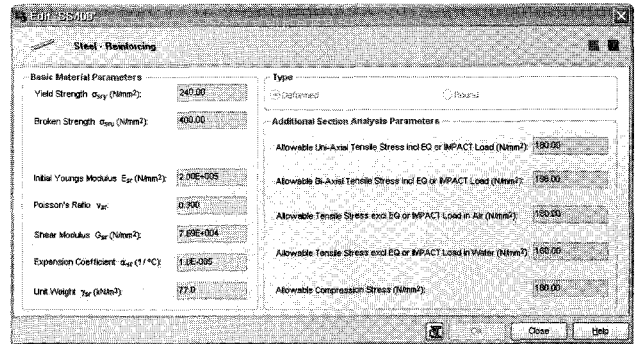 Edit 'SS400'
Steel - Reinforcing
Basic Material Parameters
Yield Strength σsry (N/mm2): 240.00
Broken Strength σsru (N/mm2): 400.00
Initial Youngs Modulus Esr (N/mm2): 2.00E+005
Poisson's Ratio νsr: 0.300
Shear Modulus Gsr (N/mm2): 7.69E+004
Expansion Coefficient αsr (1/°C): 1.0E-005
Unit Weight γsr (kN/m3): 77.0
Type
Deformed
Round
Additional Section Analysis Parameters
Allowable Uni-Axial Tensile Stress incl EQ or IMPACT Load (N/mm2): 180.00
Allowable Bi-Axial Tensile Stress incl EQ or IMPACT Load (N/mm2):
Allowable Tensile Stress excl EQ or IMPACT Load in Air (N/mm2):
Allowable Tensile Stress excl EQ or IMPACT Load in Water (N/mm2): 160.00
Allowable Compression Stress (N/mm2): 180.00
Ok
Close
Help